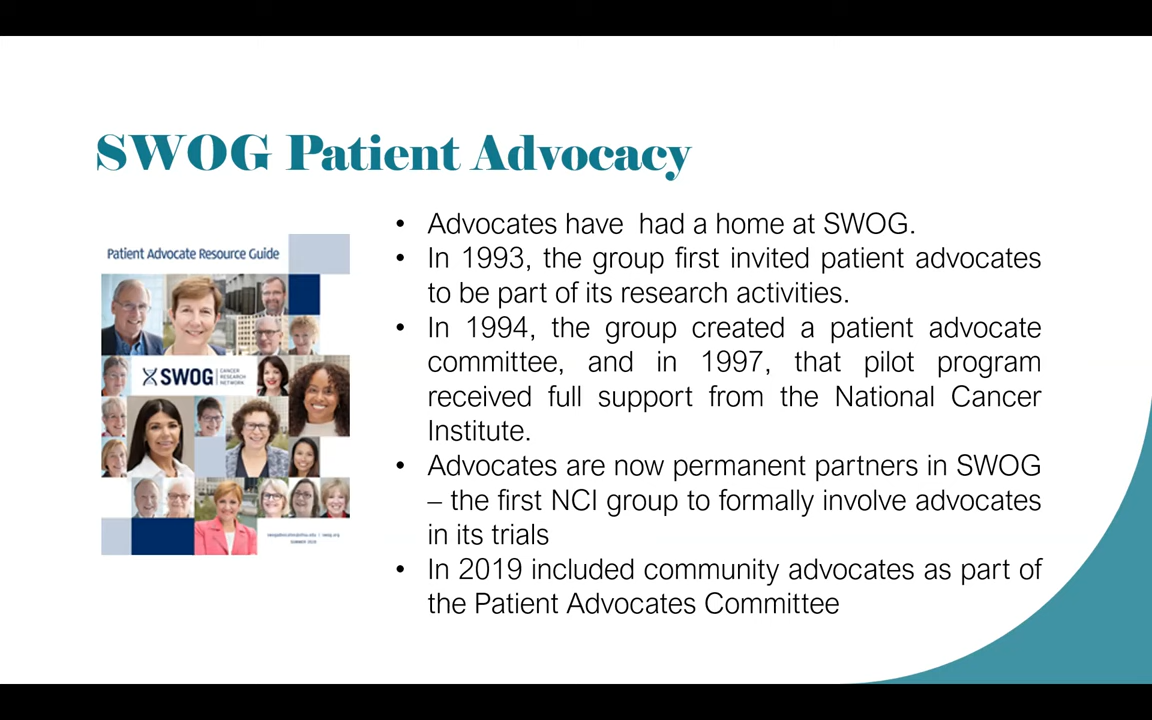 SWOG Patient Advocacy
Patient Advocate Resource Guide
SWOG
CANCER
RESEARCH
NETWORK
swog.org
SUMMER
• Advocates have  had a home at SWOG.
• In 1993, the group first invited patient advocates
to be part of its research activities.
• In 1994, the group created a patient advocate
committee, and in 1997, that pilot program
received full support from the National Cancer
Institute.
• Advocates are now permanent partners in SWOG
– the first NCI group to formally involve advocates
in its trials
• In 2019 included community advocates as part of
the Patient Advocates Committee